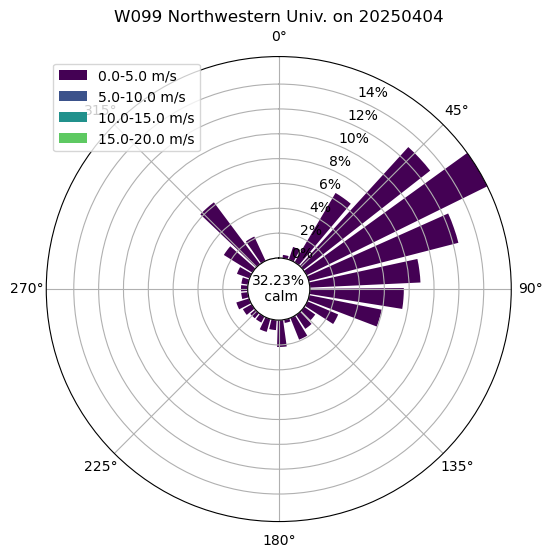 W099 Northwestern Univ. on 20250404
0°
0.0-5.0 m/s
5.0-10.0 m/s
10.0-15.0 m/s
15.0-20.0 m/s
315°
45°
14%
12%
10%
8%
6%
4%
2%
0%
32.23%
calm
270°
90°
225°
135°
180°